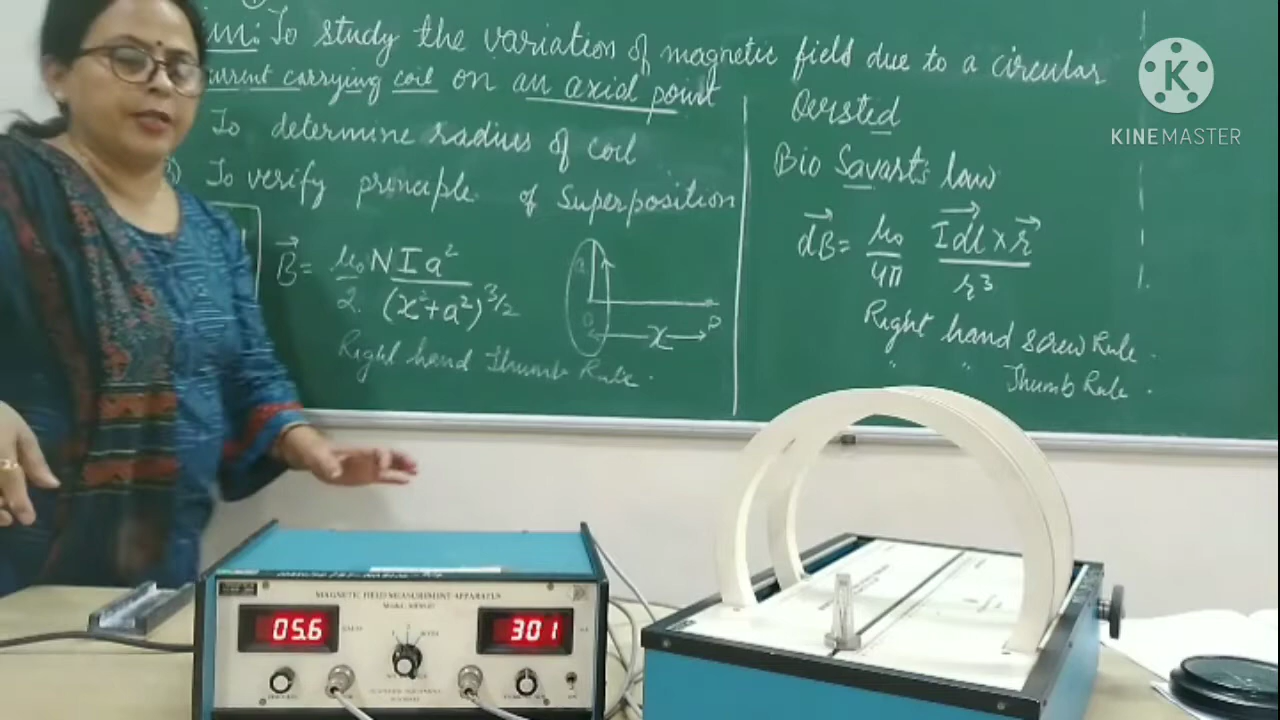 im: To study the variation of magnetic field due to a circular
current carrying coil on an axial point
To determine radius of coil
To verify principle of Superposition
B = μ₀/2 NIa²/(x²+a²)^3/2
a
O
x
P
Right hand Thumb Rule.
Oersted
Bio Savart's law
dB = μ₀/4π Idl × r/r³
Right hand screw Rule.
" " Thumb Rule.
K
KINEMASTER
MAGNETIC FIELD MEASUREMENT APPARATUS
05.6
301